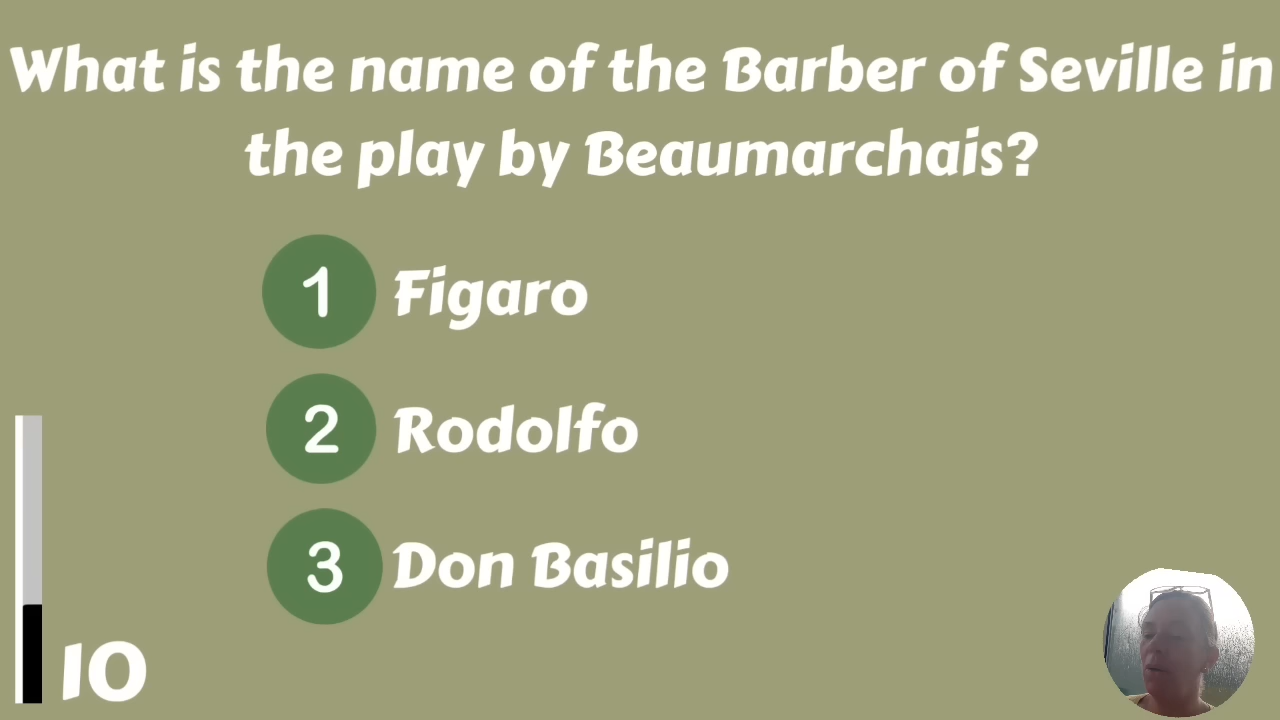 What is the name of the Barber of Seville in
the play by Beaumarchais?
1 Figaro
2 Rodolfo
3 Don Basilio
10